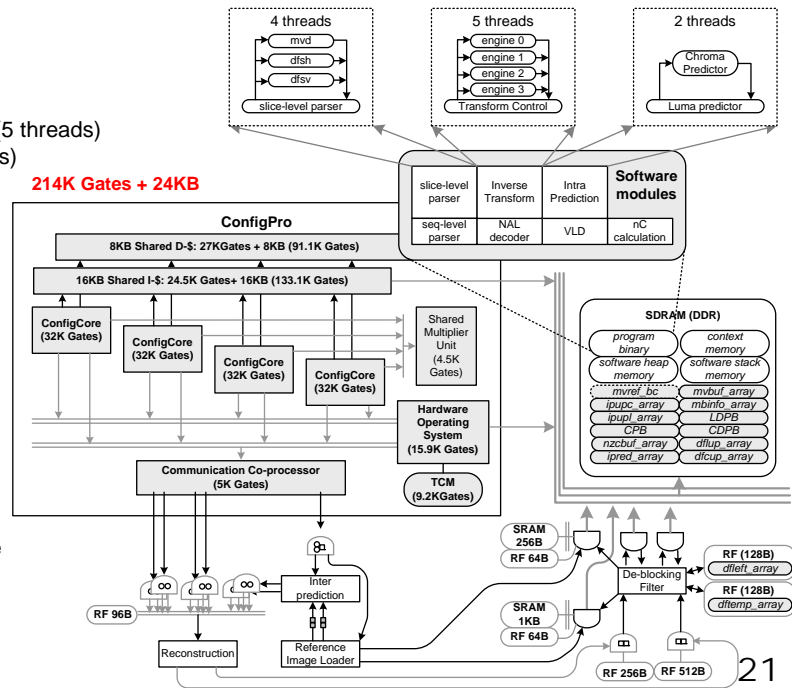 4 threads
mvd
dfsh
dfsv
slice-level parser
5 threads
engine 0
engine 1
engine 2
engine 3
Transform Control
2 threads
Chroma
Predictor
Luma predictor
(5 threads)
s)
214K Gates + 24KB
slice-level
parser
Inverse
Transform
Intra
Prediction
Software
modules
seq-level
parser
NAL
decoder
VLD
nC
calculation
ConfigPro
8KB Shared D-$: 27KGates + 8KB (91.1K Gates)
16KB Shared I-$: 24.5K Gates+ 16KB (133.1K Gates)
ConfigCore
(32K Gates)
ConfigCore
(32K Gates)
ConfigCore
(32K Gates)
ConfigCore
(32K Gates)
Shared
Multiplier
Unit
(4.5K
Gates)
Hardware
Operating
System
(15.9K Gates)
TCM
(9.2KGates)
Communication Co-processor
(5K Gates)
SDRAM (DDR)
program
binary
context
memory
software heap
memory
software stack
memory
mvref_bc
mvbuf_array
ipupc_array
mbinfo_array
ipupl_array
LDPB
CPB
CDPB
nzcbuf_array
dflup_array
ipred_array
dfcup_array
e
RF 96B
Inter
prediction
Reconstruction
Reference
Image Loader
SRAM
256B
RF 64B
SRAM
1KB
RF 64B
De-blocking
Filter
RF (128B)
dfleft_array
RF (128B)
dftemp_array
RF 256B
RF 512B
21